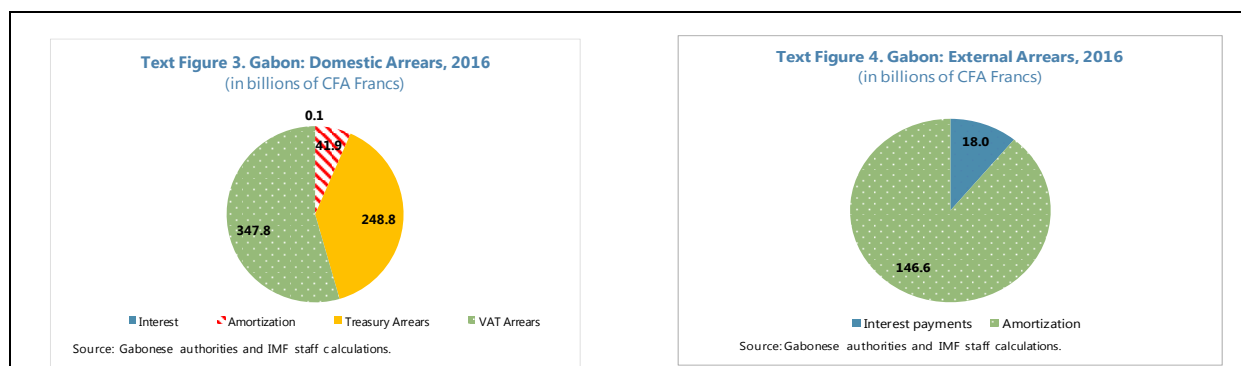 Text Figure 3. Gabon: Domestic Arrears, 2016
(in billions of CFA Francs)
0.1
41.9
248.8
347.8
Interest
Amortization
Treasury Arrears
VAT Arrears
Source: Gabonese authorities and IMF staff calculations.
Text Figure 4. Gabon: External Arrears, 2016
(in billions of CFA Francs)
18.0
146.6
Interest payments
Amortization
Source: Gabonese authorities and IMF staff calculations.